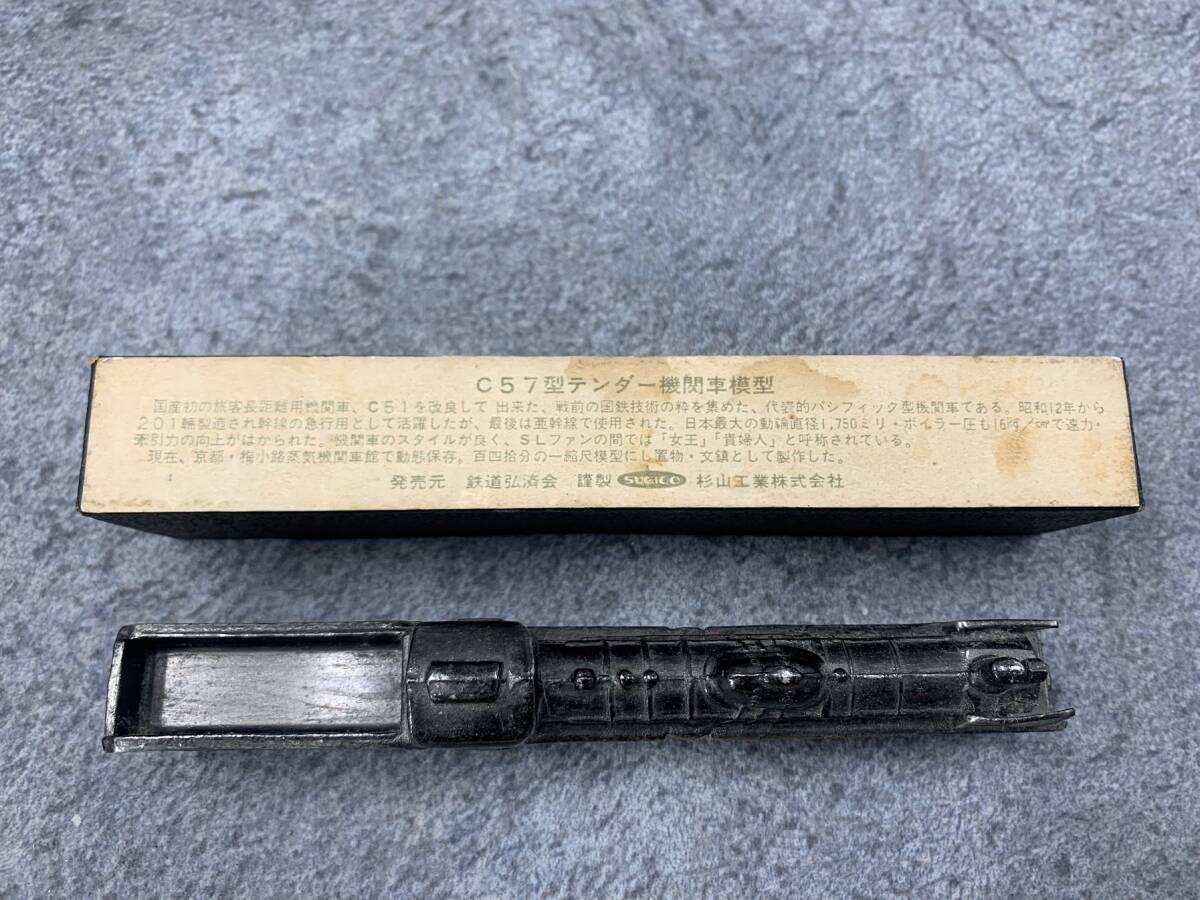 C57型テンダー機関車模型
国産初の旅客長距離用機関車、C51を改良して 出来た、戦前の国鉄技術の粋を集めた、代表的パシフィック型機関車である。昭和12年から
201輛製造され幹線の急行用として活躍したが、最後は亜幹線で使用された。日本最大の動輪直径1,750ミリ・ボイラー圧も16㎏/㎠で速力・
牽引力の向上がはかられた。機関車のスタイルが良く、SLファンの間では「女王」「貴婦人」と呼称されている。
現在、京都・梅小路蒸気機関車館で動態保存。百四拾分の一縮尺模型にし置物・文鎮として製作した。
発売元 鉄道弘済会 謹製 SUGICO 杉山工業株式会社